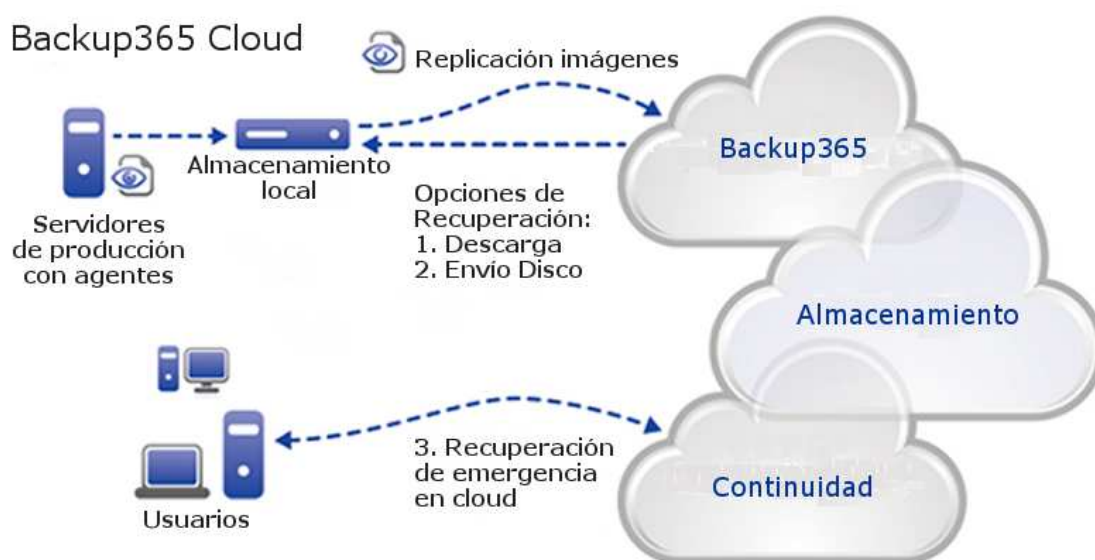 Backup365 Cloud
Replicación imágenes
Backup365
Almacenamiento
local
Servidores
de producción
con agentes
Opciones de
Recuperación:
1. Descarga
2. Envío Disco
Almacenamiento
3. Recuperación
de emergencia
en cloud
Continuidad
Usuarios